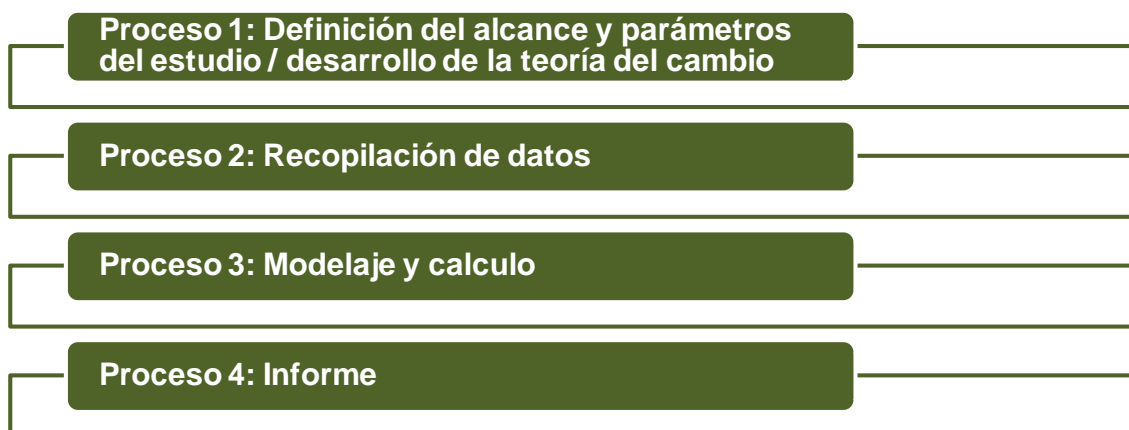 Proceso 1: Definición del alcance y parámetros
del estudio / desarrollo de la teoría del cambio
Proceso 2: Recopilación de datos
Proceso 3: Modelaje y calculo
Proceso 4: Informe